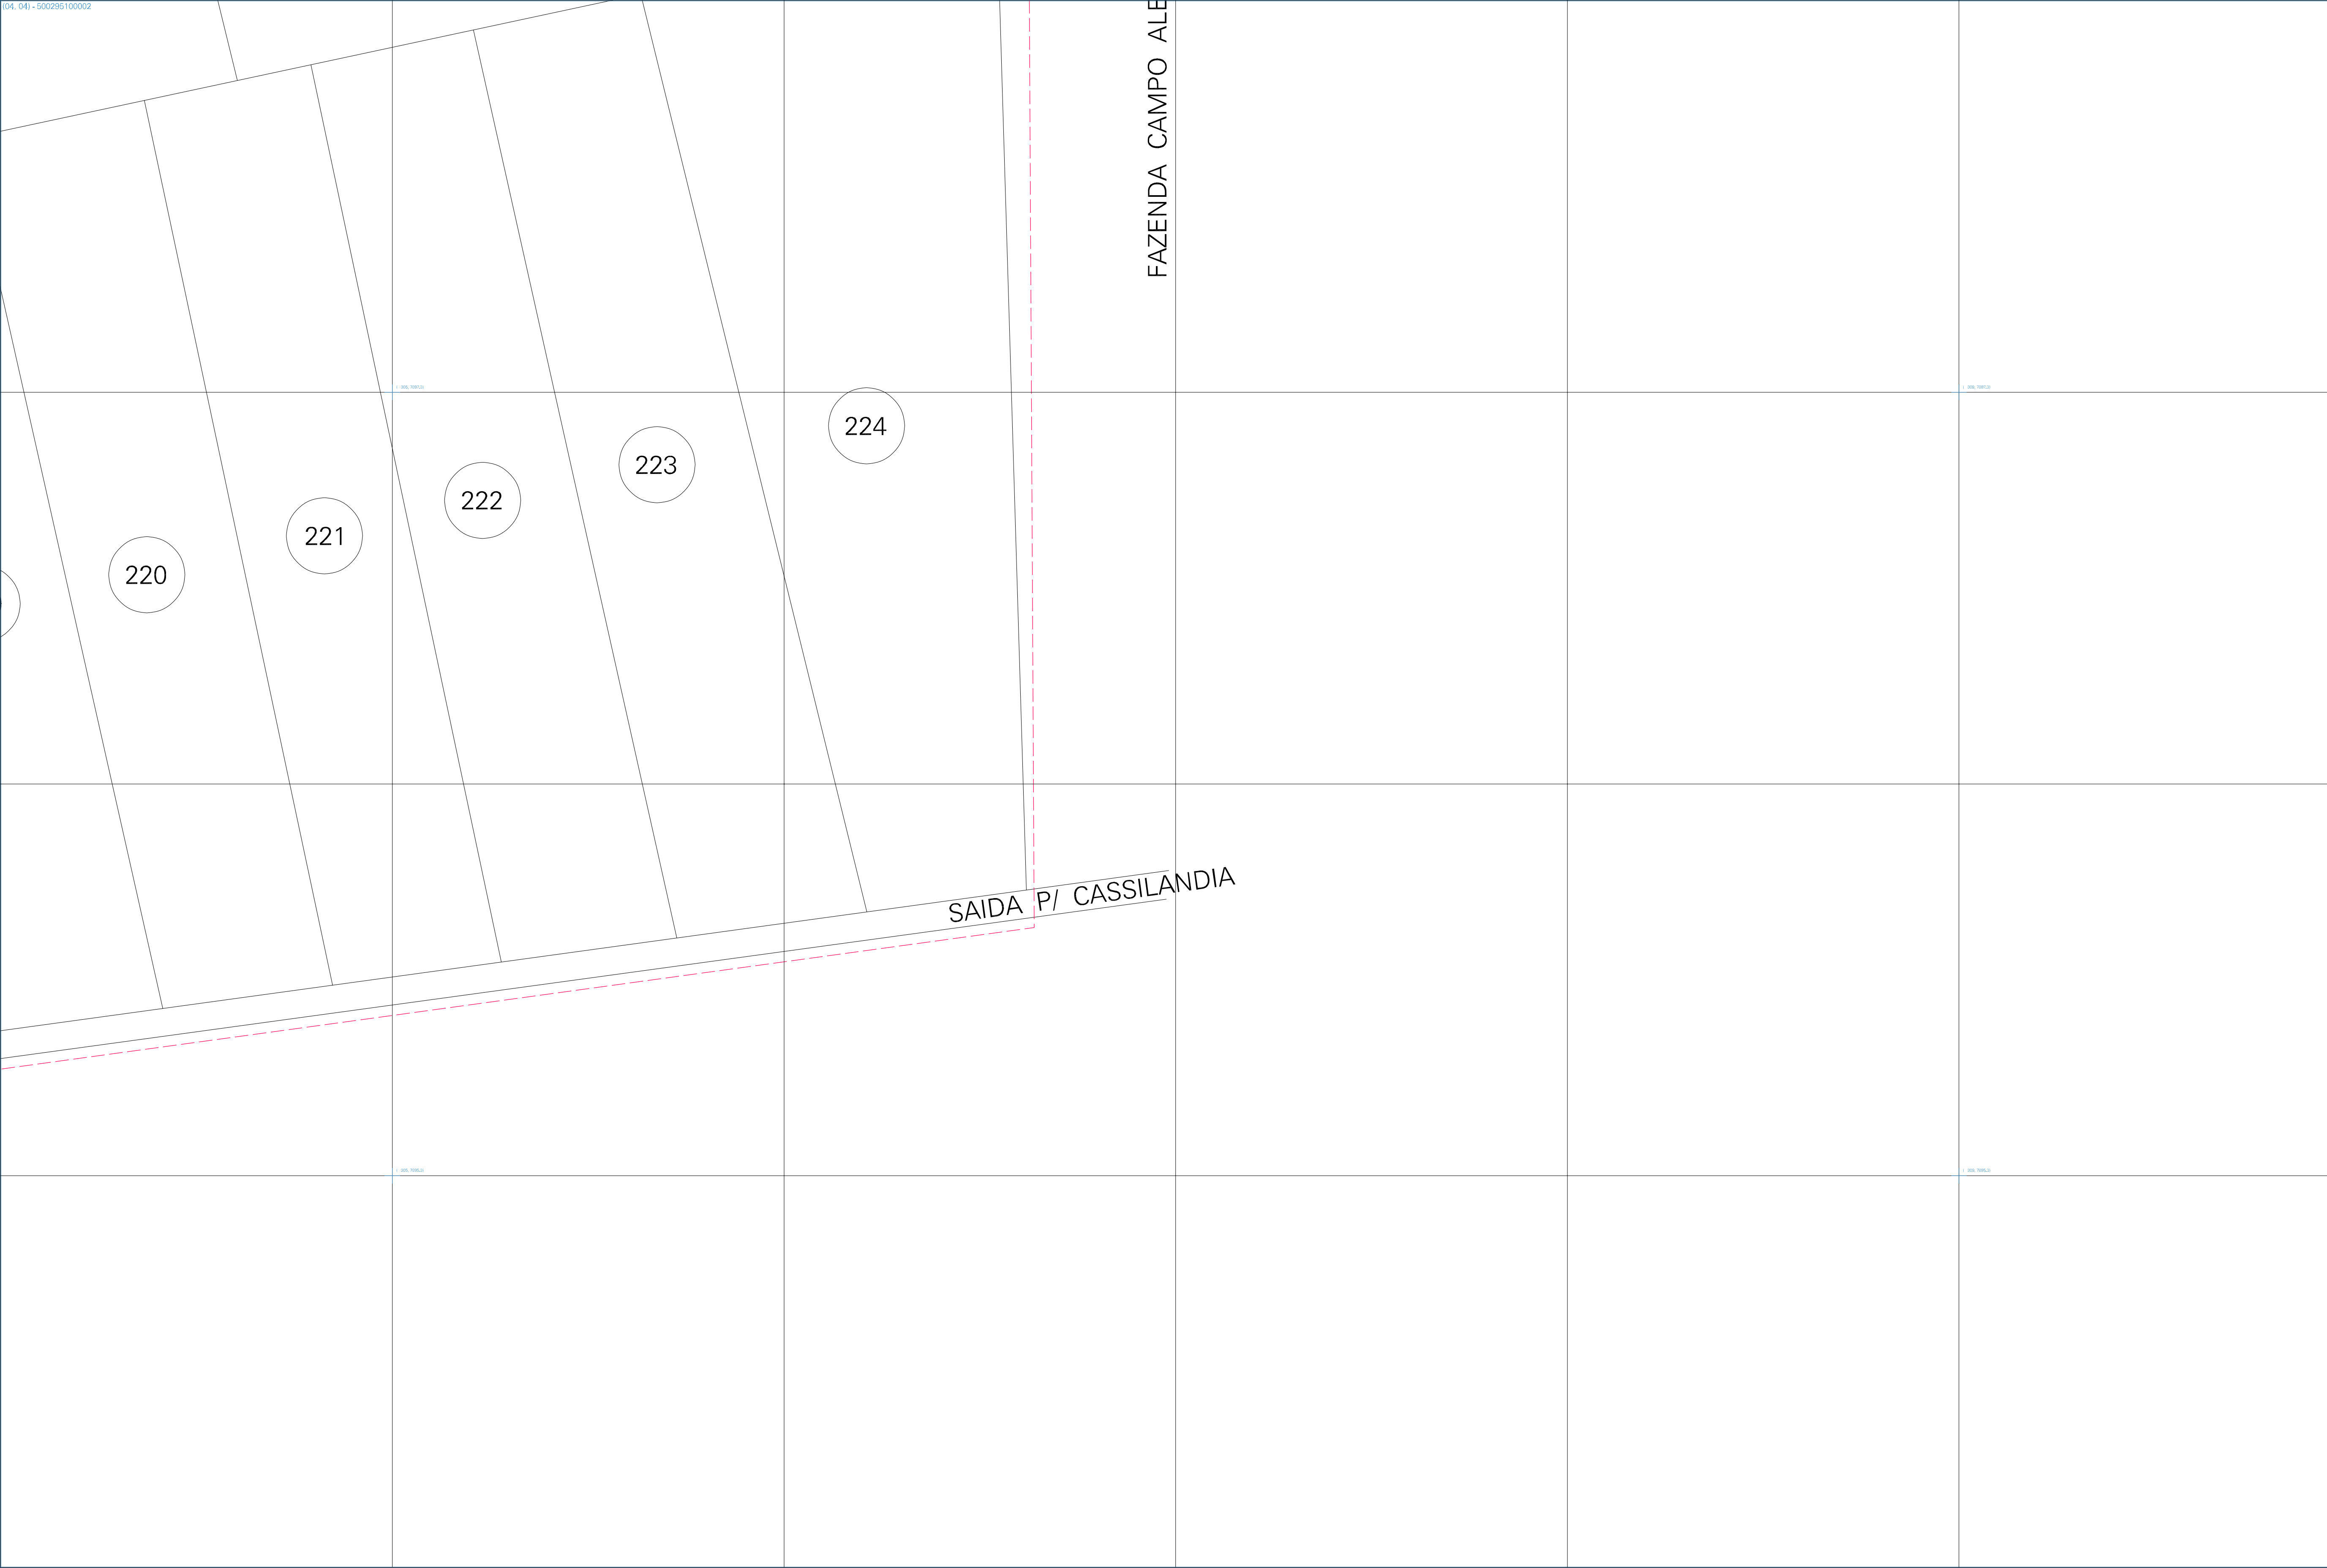 (04, 04) - 500295100002
FAZENDA CAMPO ALE
224
223
222
221
220
SAIDA P/ CASSILANDIA